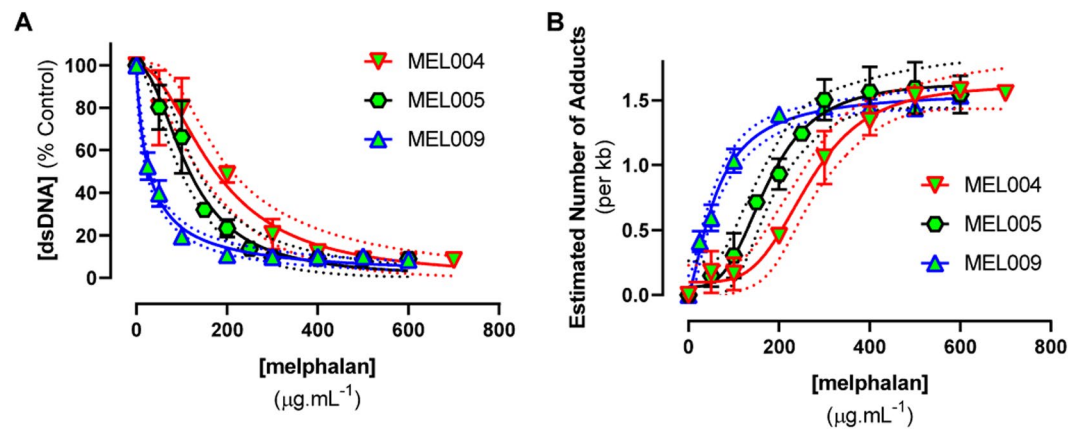 A
[dsDNA] (% Control)
100
80
60
40
20
0
MEL004
MEL005
MEL009
0 200 400 600 800
[melphalan]
(μg.mL-1)
B
Estimated Number of Adducts
(per kb)
1.5
1.0
0.5
0.0
MEL004
MEL005
MEL009
0 200 400 600 800
[melphalan]
(μg.mL-1)